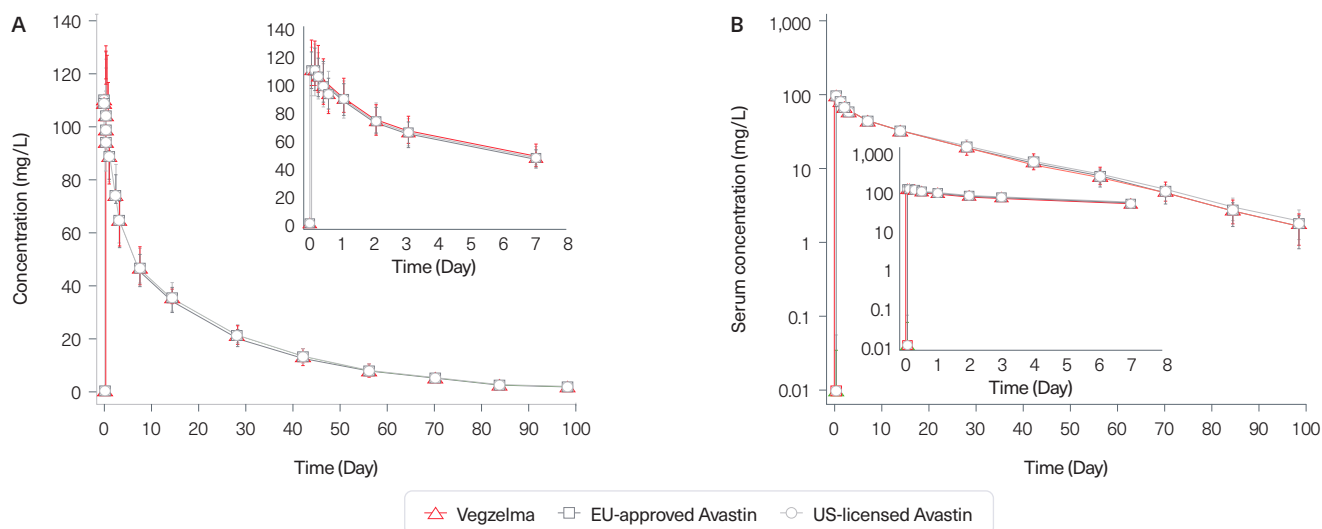 A
Concentration (mg/L)
140
120
100
80
60
40
20
0
0 10 20 30 40 50 60 70 80 90 100
Time (Day)
140
120
100
80
60
40
20
0
0 1 2 3 4 5 6 7 8
Time (Day)
B
Serum concentration (mg/L)
1,000
100
10
1
0.1
0.01
0 10 20 30 40 50 60 70 80 90 100
Time (Day)
1,000
100
10
1
0.1
0.01
0 1 2 3 4 5 6 7 8
Time (Day)
Vegzelma EU-approved Avastin US-licensed Avastin